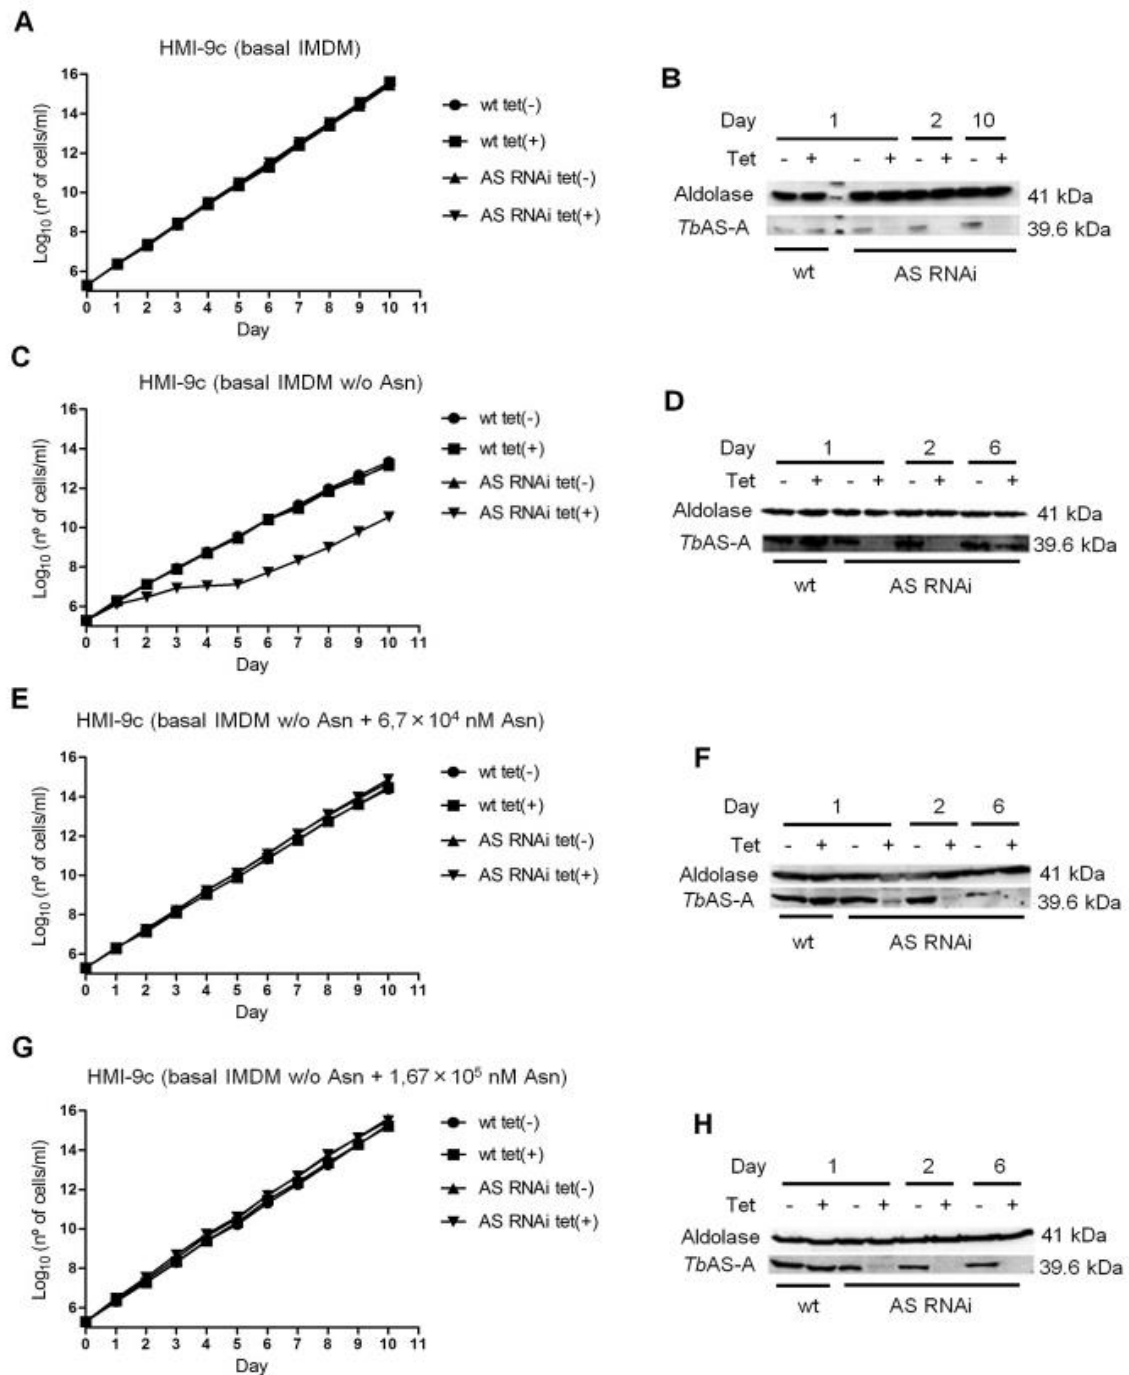 A
HMI-9c (basal IMDM)
Log₁₀ (nº of cells/ml)
16
14
12
10
8
6
0 1 2 3 4 5 6 7 8 9 10 11
Day
wt tet(-)
wt tet(+)
AS RNAi tet(-)
AS RNAi tet(+)
B
Day 1 2 10
Tet - + - + - + - +
Aldolase 41 kDa
TbAS-A 39.6 kDa
wt AS RNAi
C
HMI-9c (basal IMDM w/o Asn)
Log₁₀ (nº of cells/ml)
16
14
12
10
8
6
0 1 2 3 4 5 6 7 8 9 10 11
Day
wt tet(-)
wt tet(+)
AS RNAi tet(-)
AS RNAi tet(+)
D
Day 1 2 6
Tet - + - + - + - +
Aldolase 41 kDa
TbAS-A 39.6 kDa
wt AS RNAi
E
HMI-9c (basal IMDM w/o Asn + 6,7 × 10⁴ nM Asn)
Log₁₀ (nº of cells/ml)
16
14
12
10
8
6
0 1 2 3 4 5 6 7 8 9 10 11
Day
wt tet(-)
wt tet(+)
AS RNAi tet(-)
AS RNAi tet(+)
F
Day 1 2 6
Tet - + - + - + - +
Aldolase 41 kDa
TbAS-A 39.6 kDa
wt AS RNAi
G
HMI-9c (basal IMDM w/o Asn + 1,67 × 10⁵ nM Asn)
Log₁₀ (nº of cells/ml)
16
14
12
10
8
6
0 1 2 3 4 5 6 7 8 9 10 11
Day
wt tet(-)
wt tet(+)
AS RNAi tet(-)
AS RNAi tet(+)
H
Day 1 2 6
Tet - + - + - + - +
Aldolase 41 kDa
TbAS-A 39.6 kDa
wt AS RNAi